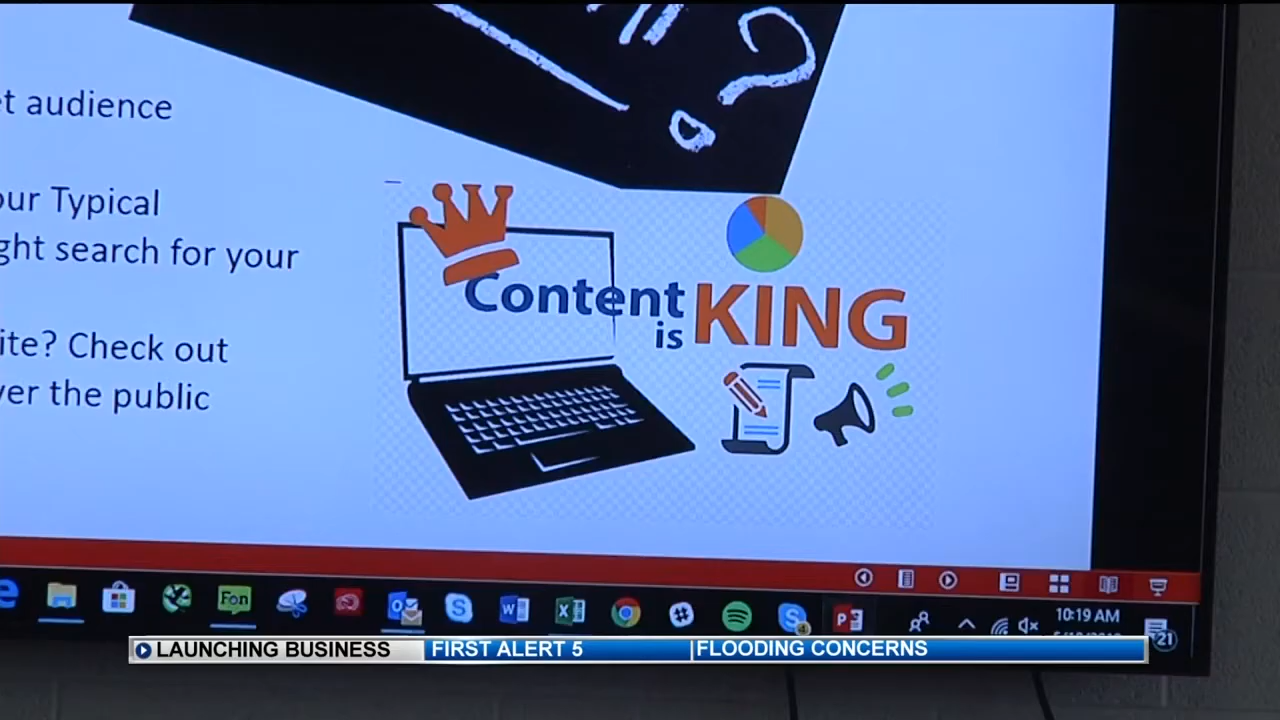 t audience
our Typical
ght search for your
ite? Check out
ver the public
?
Content
is
KING
Fon
10:19 AM
21
LAUNCHING BUSINESS
FIRST ALERT 5
FLOODING CONCERNS